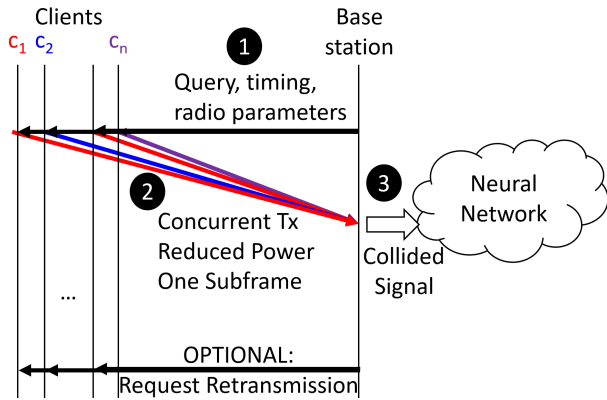 Clients
Base
station
c1 c2 cn
1
Query, timing,
radio parameters
2
Concurrent Tx
Reduced Power
One Subframe
3
Neural
Network
Collided
Signal
...
OPTIONAL:
Request Retransmission